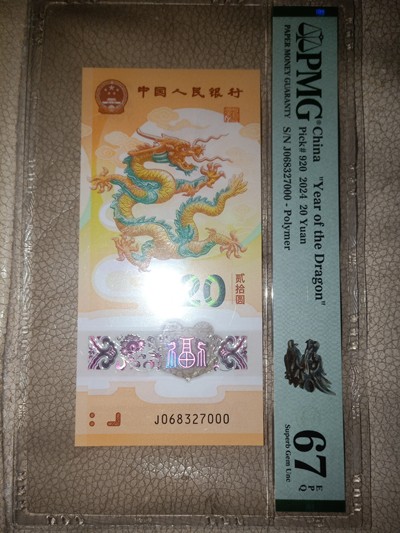 中国人民银行
20
贰拾圆
福
J068327000
PMG
PAPER MONEY GUARANTY
China "Year of the Dragon"
Pick# 920 2024 20 Yuan
S/N J068327000 - Polymer
67 EPQ
Superb Gem Unc